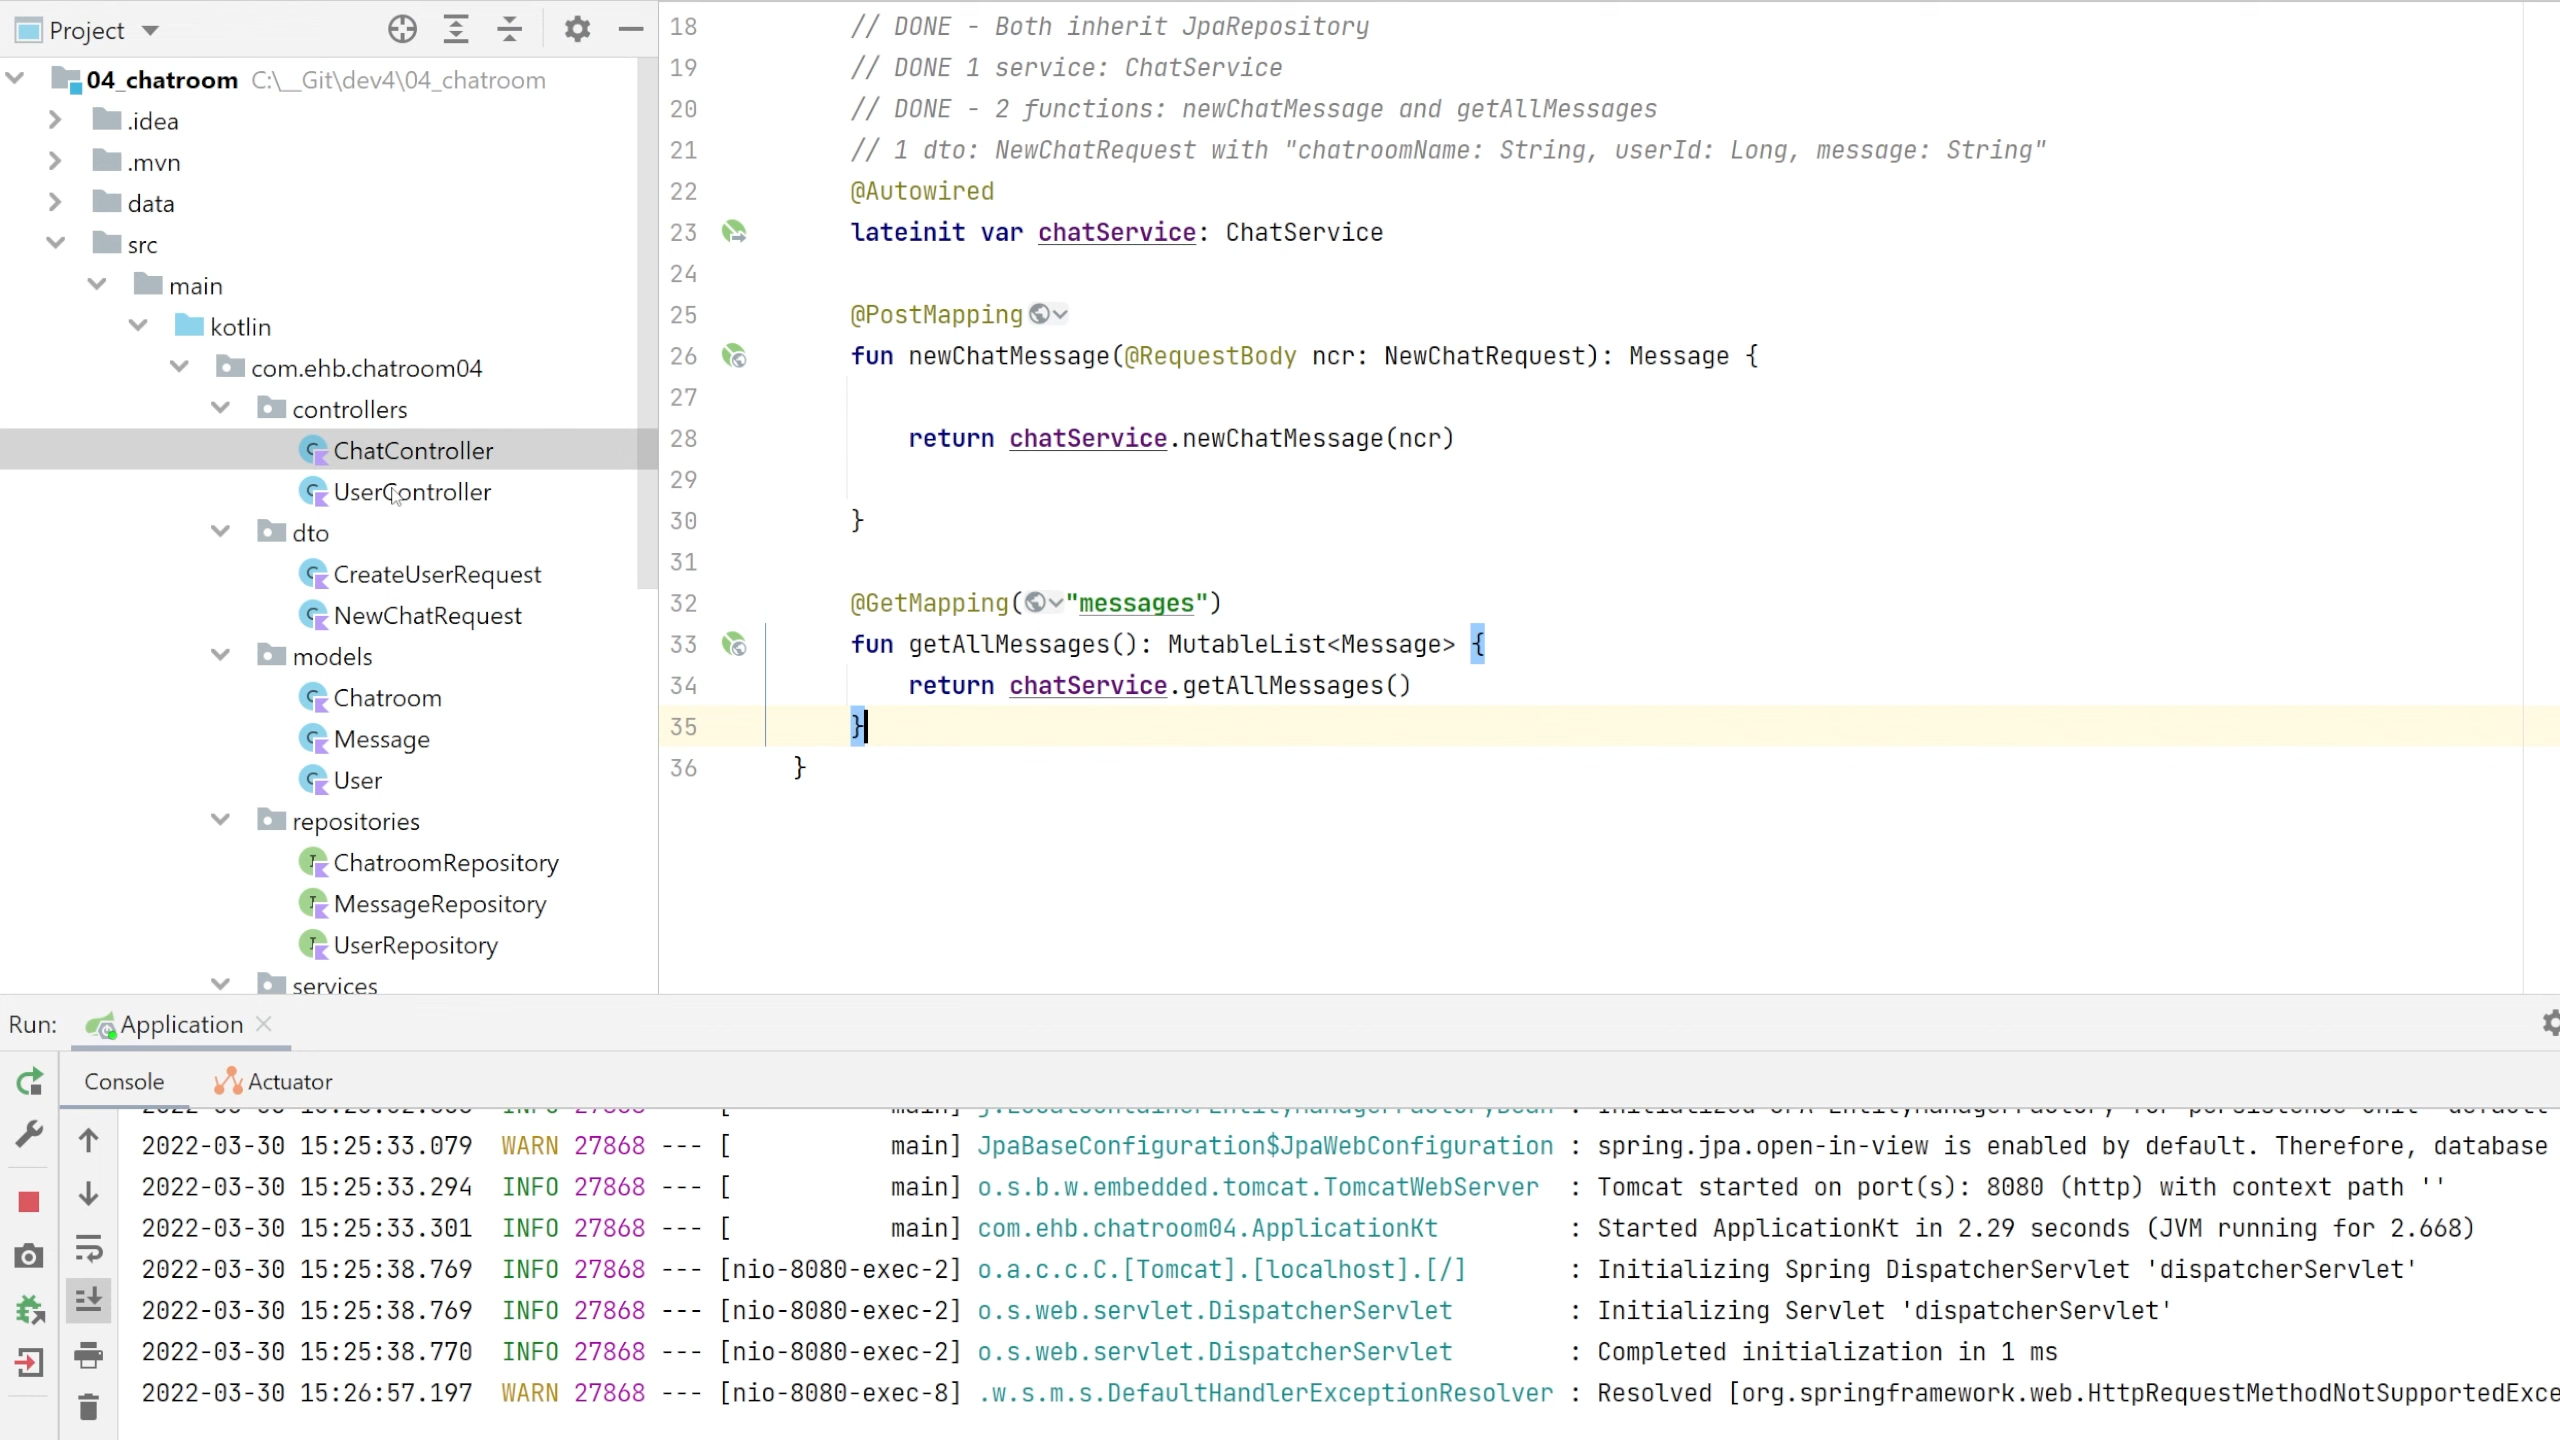 Project
04_chatroom C:\__Git\dev4\04_chatroom
.idea
.mvn
data
src
main
kotlin
com.ehb.chatroom04
controllers
ChatController
UserController
dto
CreateUserRequest
NewChatRequest
models
Chatroom
Message
User
repositories
ChatroomRepository
MessageRepository
UserRepository
services
18 // DONE - Both inherit JpaRepository
19 // DONE 1 service: ChatService
20 // DONE - 2 functions: newChatMessage and getAllMessages
21 // 1 dto: NewChatRequest with "chatroomName: String, userId: Long, message: String"
22 @Autowired
23 lateinit var chatService: ChatService
24
25 @PostMapping
26 fun newChatMessage(@RequestBody ncr: NewChatRequest): Message {
27
28 return chatService.newChatMessage(ncr)
29
30 }
31
32 @GetMapping("messages")
33 fun getAllMessages(): MutableList<Message> {
34 return chatService.getAllMessages()
35 }
36 }
Run: Application
Console Actuator
2022-03-30 15:25:33.079 WARN 27868 --- [ main] JpaBaseConfiguration$JpaWebConfiguration : spring.jpa.open-in-view is enabled by default. Therefore, database
2022-03-30 15:25:33.294 INFO 27868 --- [ main] o.s.b.w.embedded.tomcat.TomcatWebServer : Tomcat started on port(s): 8080 (http) with context path ''
2022-03-30 15:25:33.301 INFO 27868 --- [ main] com.ehb.chatroom04.ApplicationKt : Started ApplicationKt in 2.29 seconds (JVM running for 2.668)
2022-03-30 15:25:38.769 INFO 27868 --- [nio-8080-exec-2] o.a.c.c.C.[Tomcat].[localhost].[/] : Initializing Spring DispatcherServlet 'dispatcherServlet'
2022-03-30 15:25:38.769 INFO 27868 --- [nio-8080-exec-2] o.s.web.servlet.DispatcherServlet : Initializing Servlet 'dispatcherServlet'
2022-03-30 15:25:38.770 INFO 27868 --- [nio-8080-exec-2] o.s.web.servlet.DispatcherServlet : Completed initialization in 1 ms
2022-03-30 15:26:57.197 WARN 27868 --- [nio-8080-exec-8] .w.s.m.s.DefaultHandlerExceptionResolver : Resolved [org.springframework.web.HttpRequestMethodNotSupportedExce